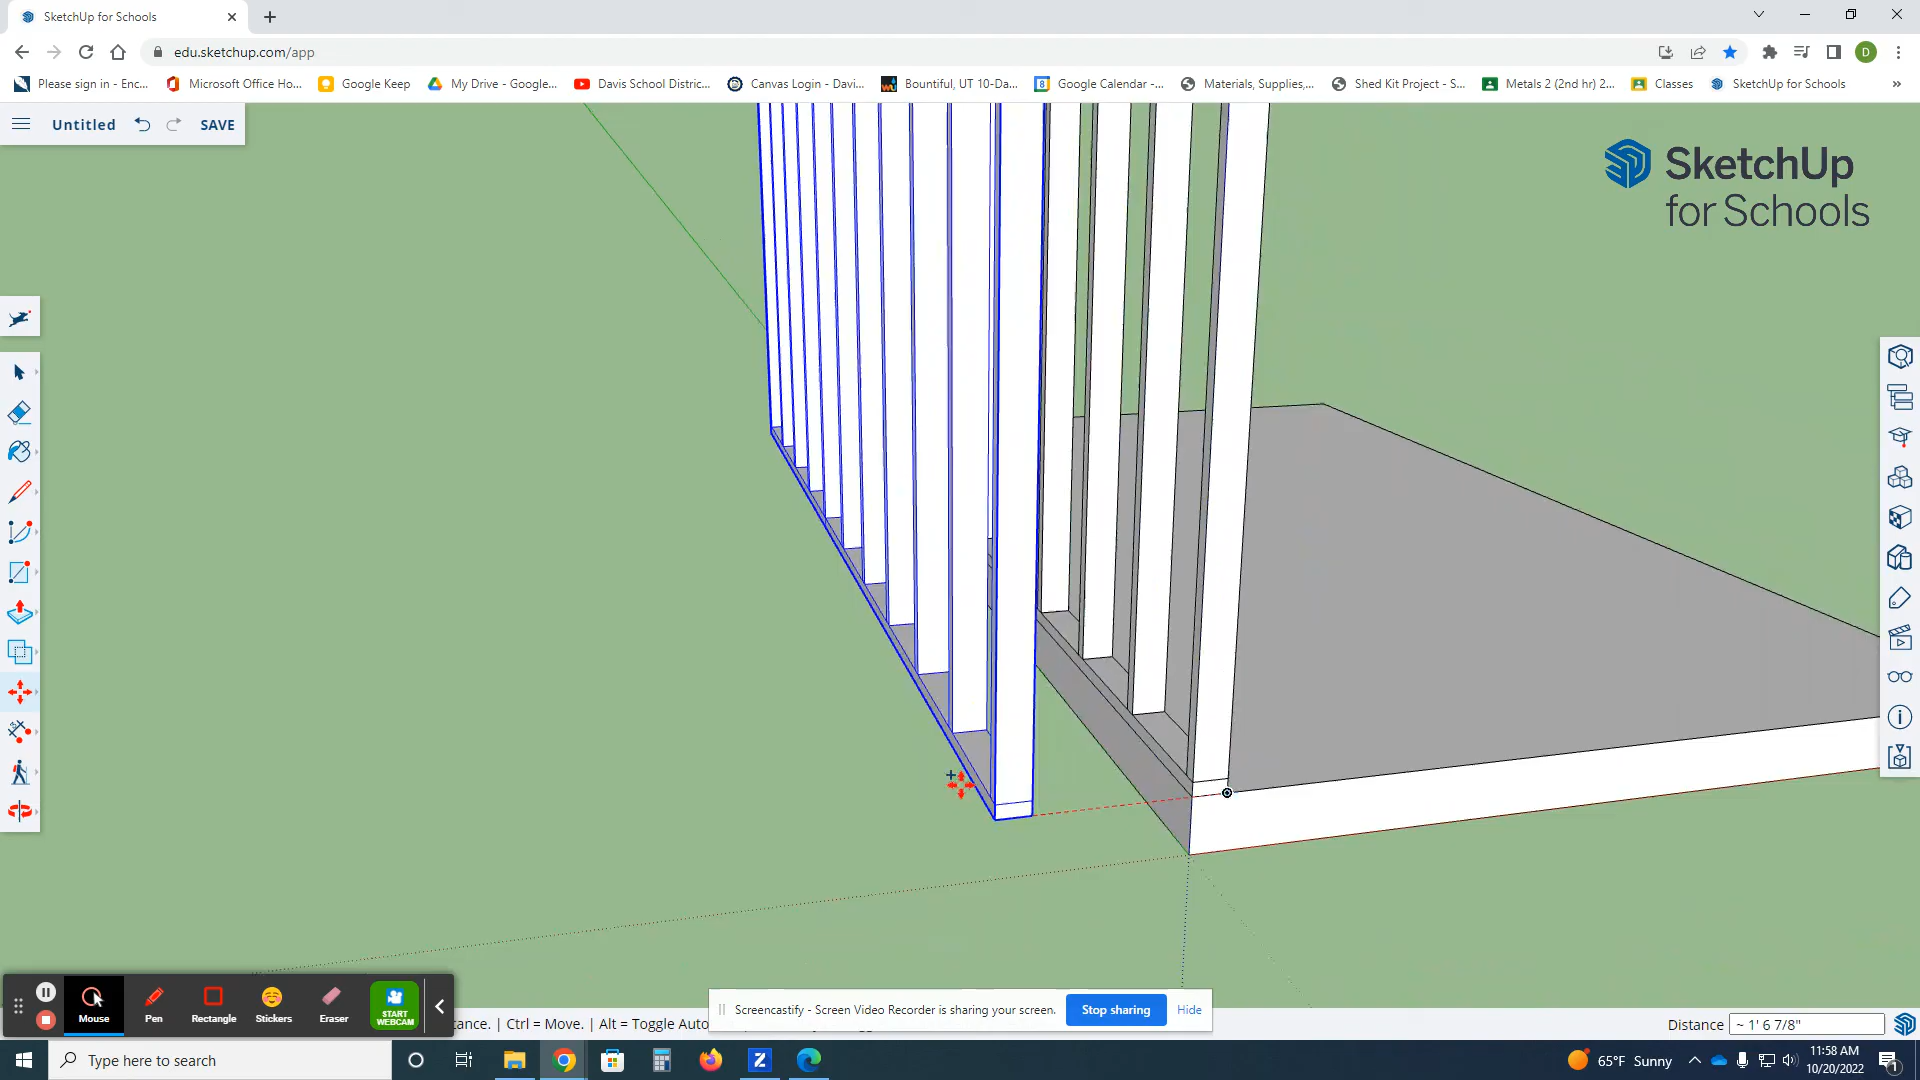 SketchUp for Schools
edu.sketchup.com/app
D
Please sign in - Enc...
Microsoft Office Ho...
Google Keep
My Drive - Google...
Davis School District...
Canvas Login - Davi...
Bountiful, UT 10-Da...
8
Google Calendar -...
Materials, Supplies,...
Shed Kit Project - S...
Metals 2 (2nd hr) 2...
Classes
SketchUp for Schools
»
Untitled
SAVE
SketchUp
for Schools
Mouse
Pen
Rectangle
Stickers
Eraser
START
WEBCAM
tance. | Ctrl = Move. | Alt = Toggle Auto
Screencastify - Screen Video Recorder is sharing your screen.
Stop sharing
Hide
Distance
~ 1' 6 7/8"
Type here to search
Z
65°F Sunny
11:58 AM
10/20/2022
1